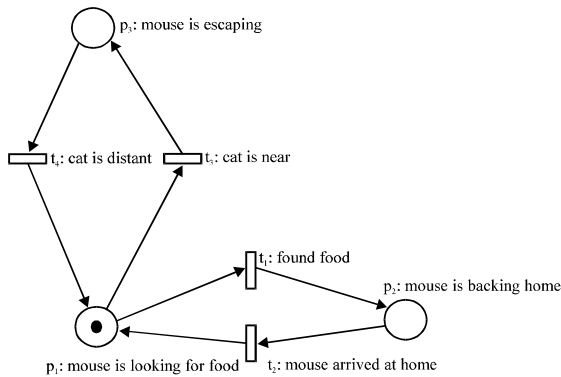 p₃: mouse is escaping
t₄: cat is distant
t₃: cat is near
t₁: found food
p₂: mouse is backing home
p₁: mouse is looking for food
t₂: mouse arrived at home